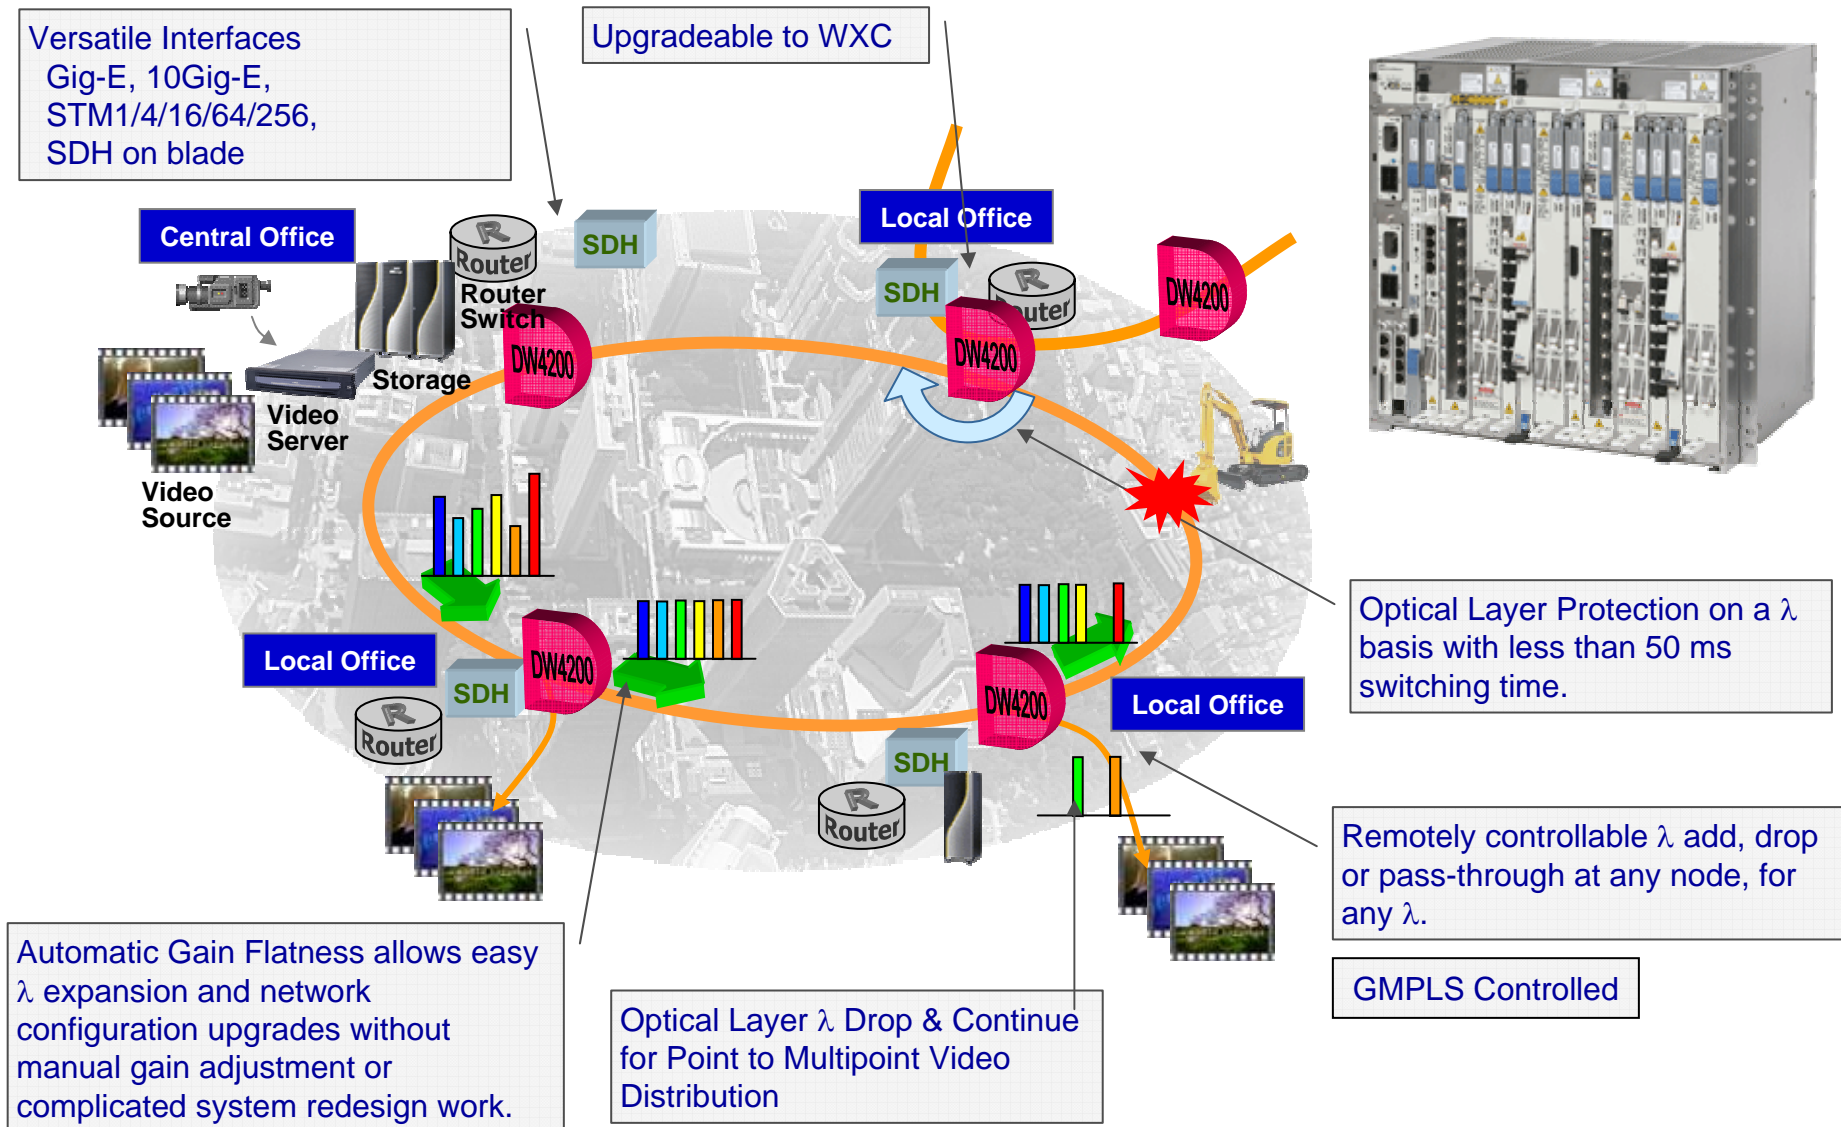 Versatile Interfaces
Gig-E, 10Gig-E,
STM1/4/16/64/256,
SDH on blade
Upgradeable to WXC
Central Office
R
Router
SDH
Router
Switch
DW4200
Storage
Video
Server
Video
Source
Local Office
SDH
R
Router
DW4200
DW4200
Optical Layer Protection on a λ
basis with less than 50 ms
switching time.
Local Office
SDH
DW4200
R
Router
DW4200
Local Office
SDH
R
Router
Remotely controllable λ add, drop
or pass-through at any node, for
any λ.
GMPLS Controlled
Automatic Gain Flatness allows easy
λ expansion and network
configuration upgrades without
manual gain adjustment or
complicated system redesign work.
Optical Layer λ Drop & Continue
for Point to Multipoint Video
Distribution